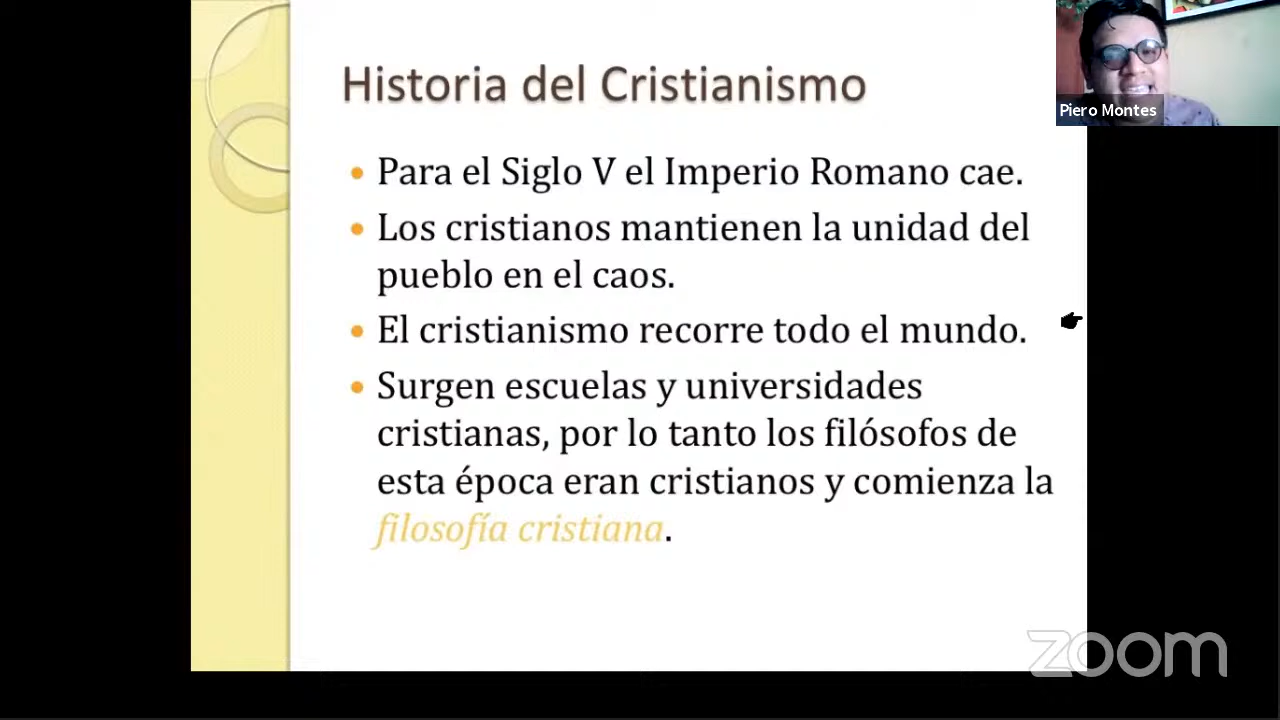 Historia del Cristianismo
Piero Montes
• Para el Siglo V el Imperio Romano cae.
• Los cristianos mantienen la unidad del
pueblo en el caos.
• El cristianismo recorre todo el mundo.
• Surgen escuelas y universidades
cristianas, por lo tanto los filósofos de
esta época eran cristianos y comienza la
filosofía cristiana.
zoom